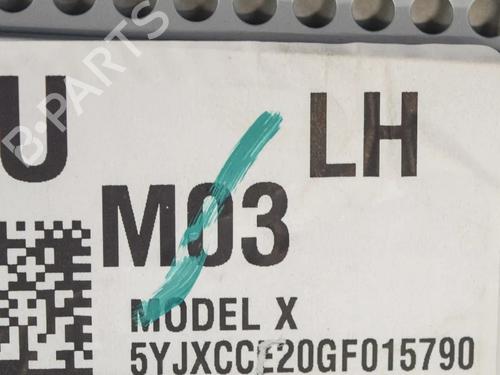 B-PARTS
U LH
M03
MODEL X
5YJXCCE20GF015790